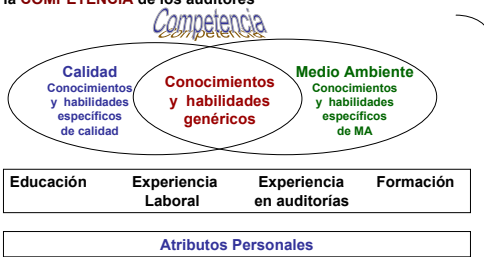 la COMPETENCIA de los auditores
Competencia
Calidad
Conocimientos
y habilidades
específicos
de calidad
Conocimientos
y habilidades
genéricos
Medio Ambiente
Conocimientos
y habilidades
específicos
de MA
Educación
Experiencia
Laboral
Experiencia
en auditorías
Formación
Atributos Personales